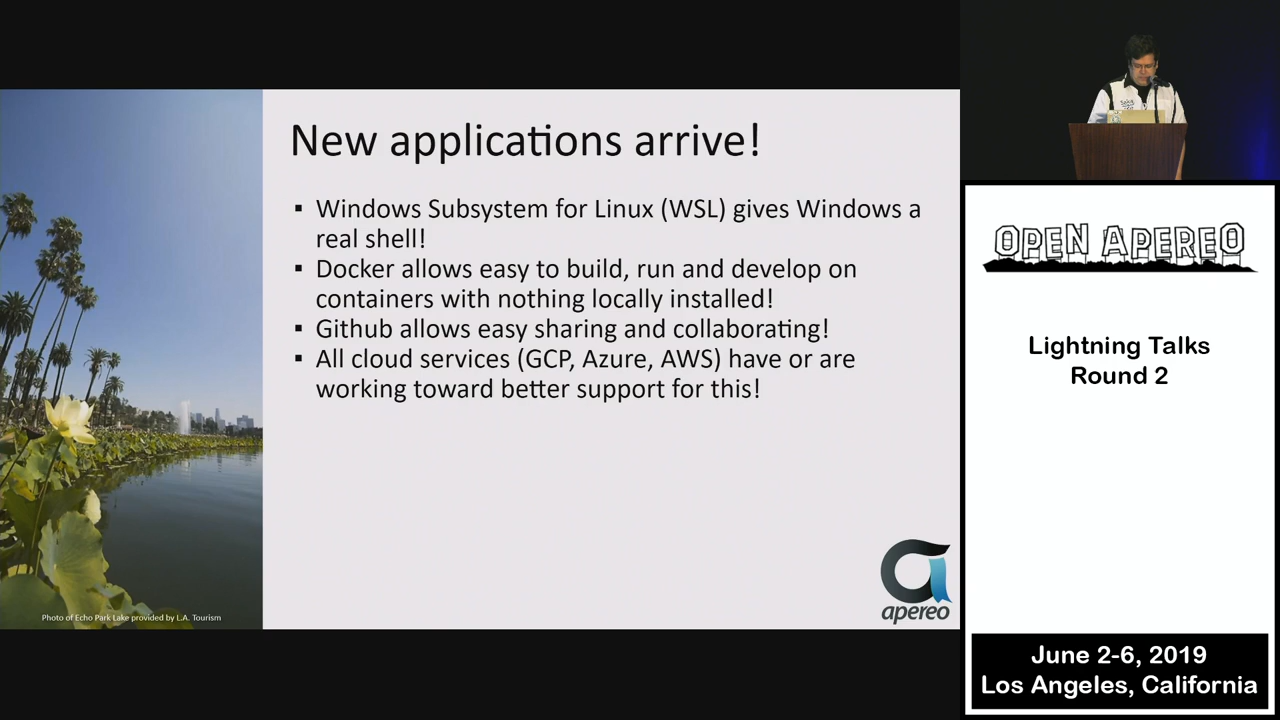 New applications arrive!
▪ Windows Subsystem for Linux (WSL) gives Windows a
real shell!
▪ Docker allows easy to build, run and develop on
containers with nothing locally installed!
▪ Github allows easy sharing and collaborating!
▪ All cloud services (GCP, Azure, AWS) have or are
working toward better support for this!
apereo
Photo of Echo Park Lake provided by L.A. Tourism
OPEN APEREO
Lightning Talks
Round 2
June 2-6, 2019
Los Angeles, California